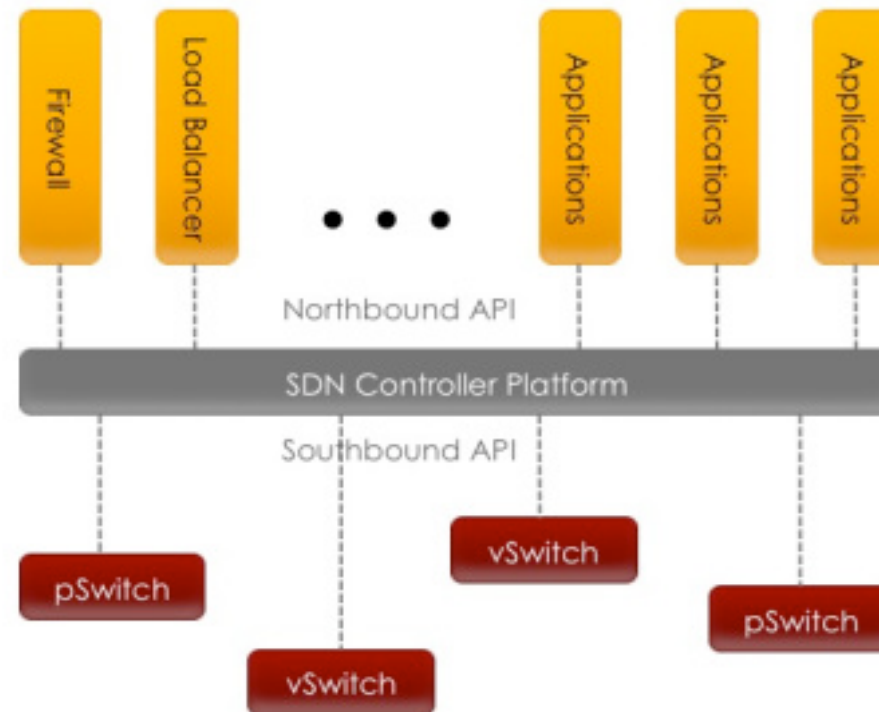 Firewall
Load Balancer
Applications
Applications
Applications
Northbound API
SDN Controller Platform
Southbound API
vSwitch
pSwitch
pSwitch
vSwitch